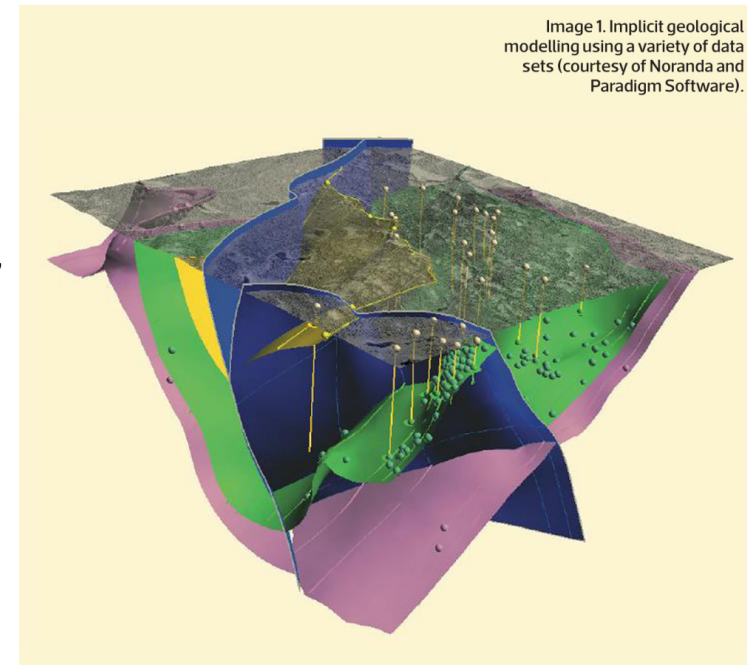 Image 1. Implicit geological
modelling using a variety of data
sets (courtesy of Noranda and
Paradigm Software).
,